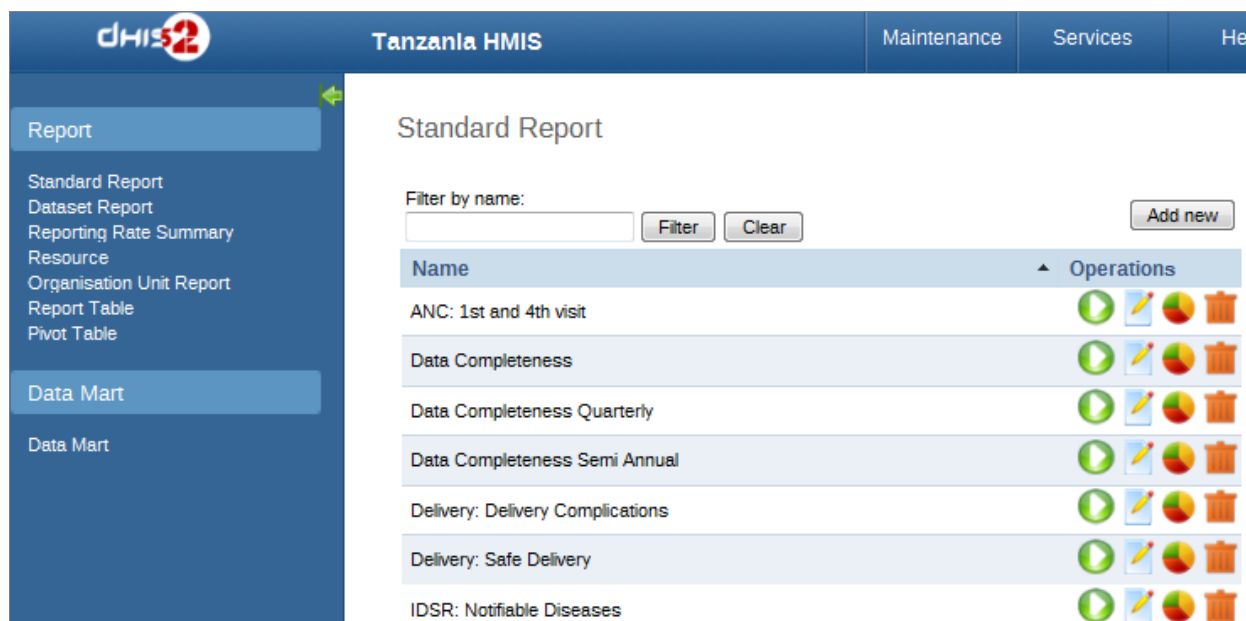 dHIS2
Tanzania HMIS
Maintenance
Services
He
Report
Standard Report
Dataset Report
Reporting Rate Summary
Resource
Organisation Unit Report
Report Table
Pivot Table
Data Mart
Data Mart
Standard Report
Filter by name:
Filter Clear
Add new
Name Operations
ANC: 1st and 4th visit
Data Completeness
Data Completeness Quarterly
Data Completeness Semi Annual
Delivery: Delivery Complications
Delivery: Safe Delivery
IDSR: Notifiable Diseases